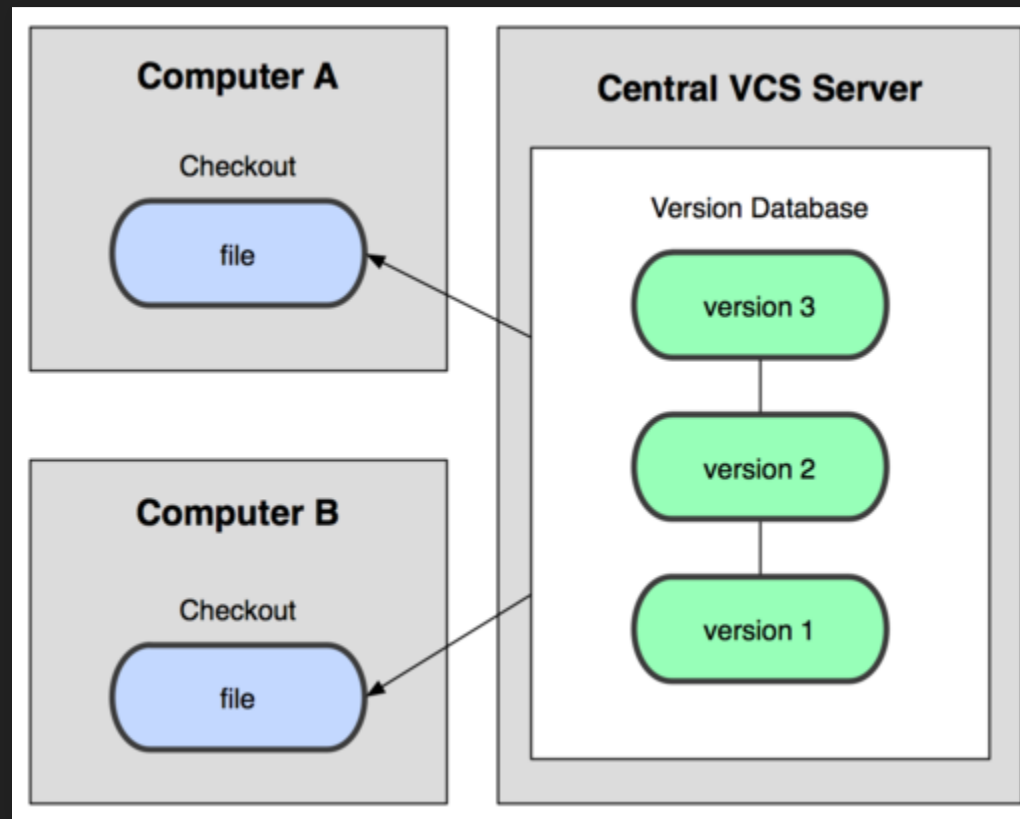 Computer A
Checkout
file
Computer B
Checkout
file
Central VCS Server
Version Database
version 3
version 2
version 1